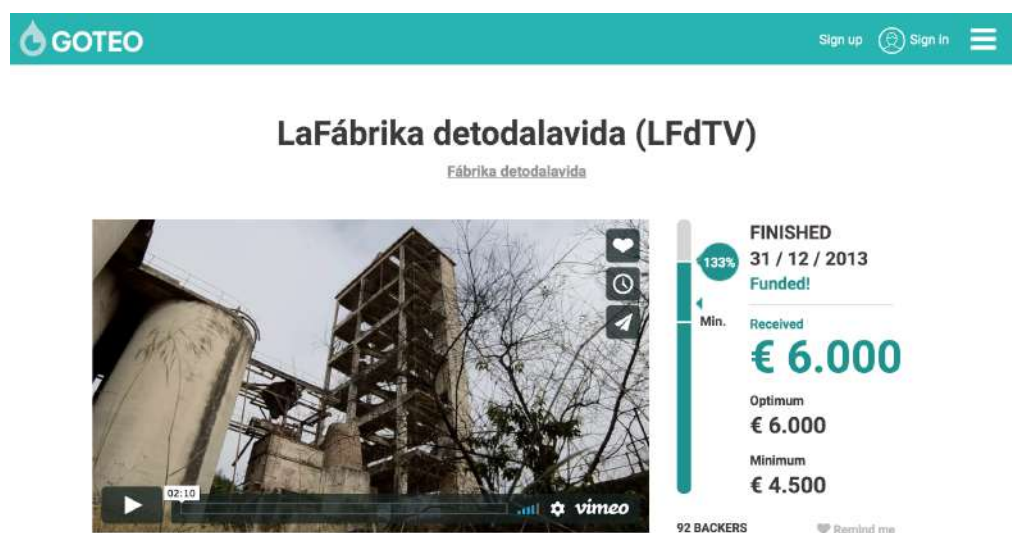 GOTEO
Sign up Sign in
LaFábrika detodalavida (LFdTV)
Fábrika detodalavida
FINISHED
133% 31 / 12 / 2013
Funded!
Min. Received
€ 6.000
Optimum
€ 6.000
Minimum
€ 4.500
02:10
vimeo
92 BACKERS Remind me